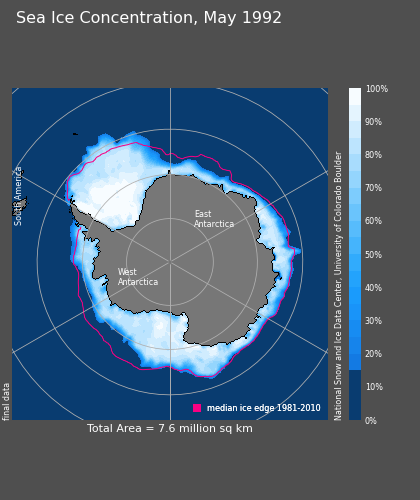 Sea Ice Concentration, May 1992
South America
East
Antarctica
West
Antarctica
final data
median ice edge 1981-2010
Total Area = 7.6 million sq km
National Snow and Ice Data Center, University of Colorado Boulder
100%
90%
80%
70%
60%
50%
40%
30%
20%
10%
0%